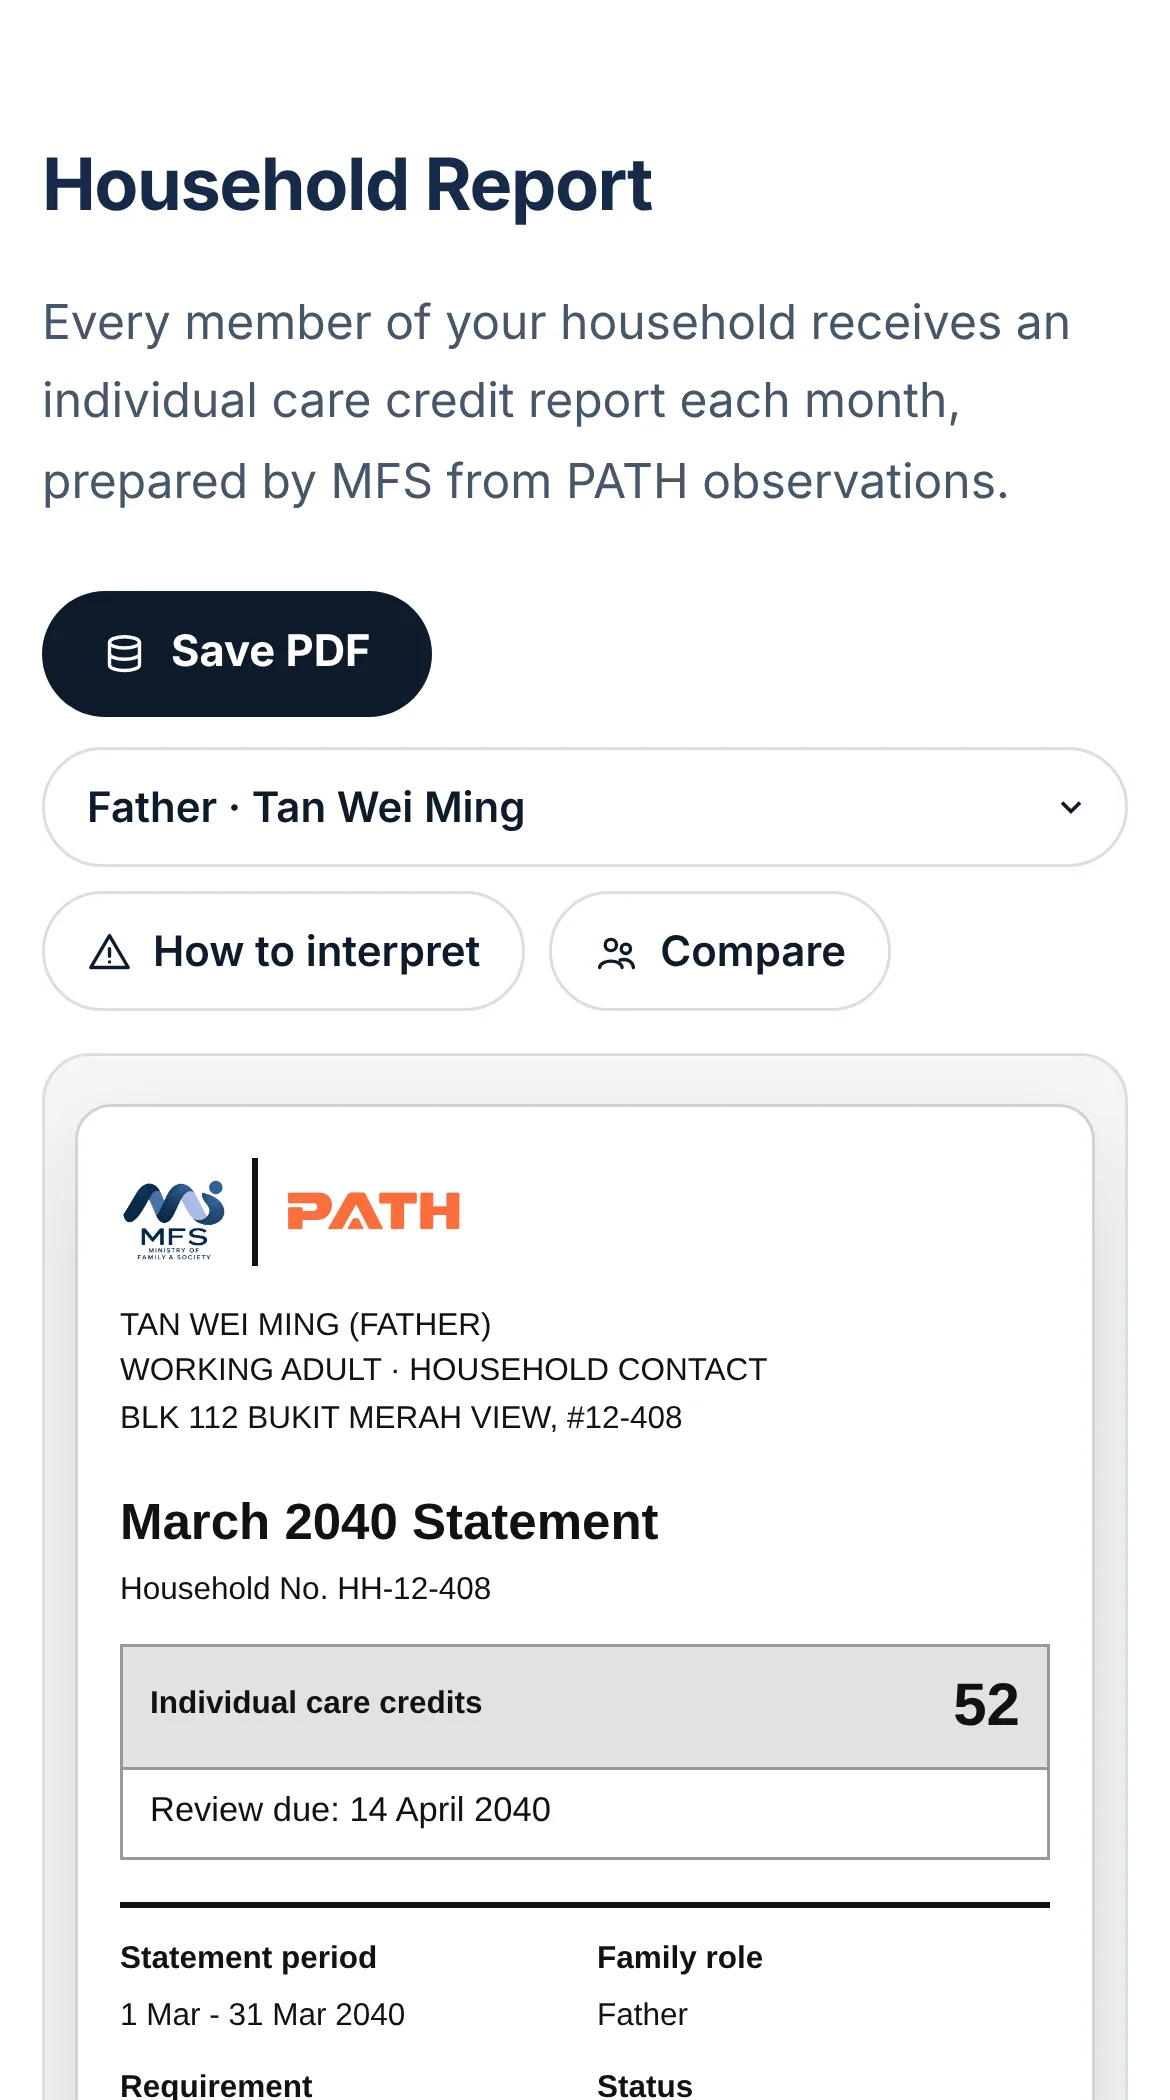 Household Report
Every member of your household receives an
individual care credit report each month,
prepared by MFS from PATH observations.
Save PDF
Father · Tan Wei Ming
How to interpret
Compare
MFS
MINISTRY OF
FAMILY & SOCIETY
PATH
TAN WEI MING (FATHER)
WORKING ADULT · HOUSEHOLD CONTACT
BLK 112 BUKIT MERAH VIEW, #12-408
March 2040 Statement
Household No. HH-12-408
Individual care credits 52
Review due: 14 April 2040
Statement period Family role
1 Mar - 31 Mar 2040 Father
Requirement Status